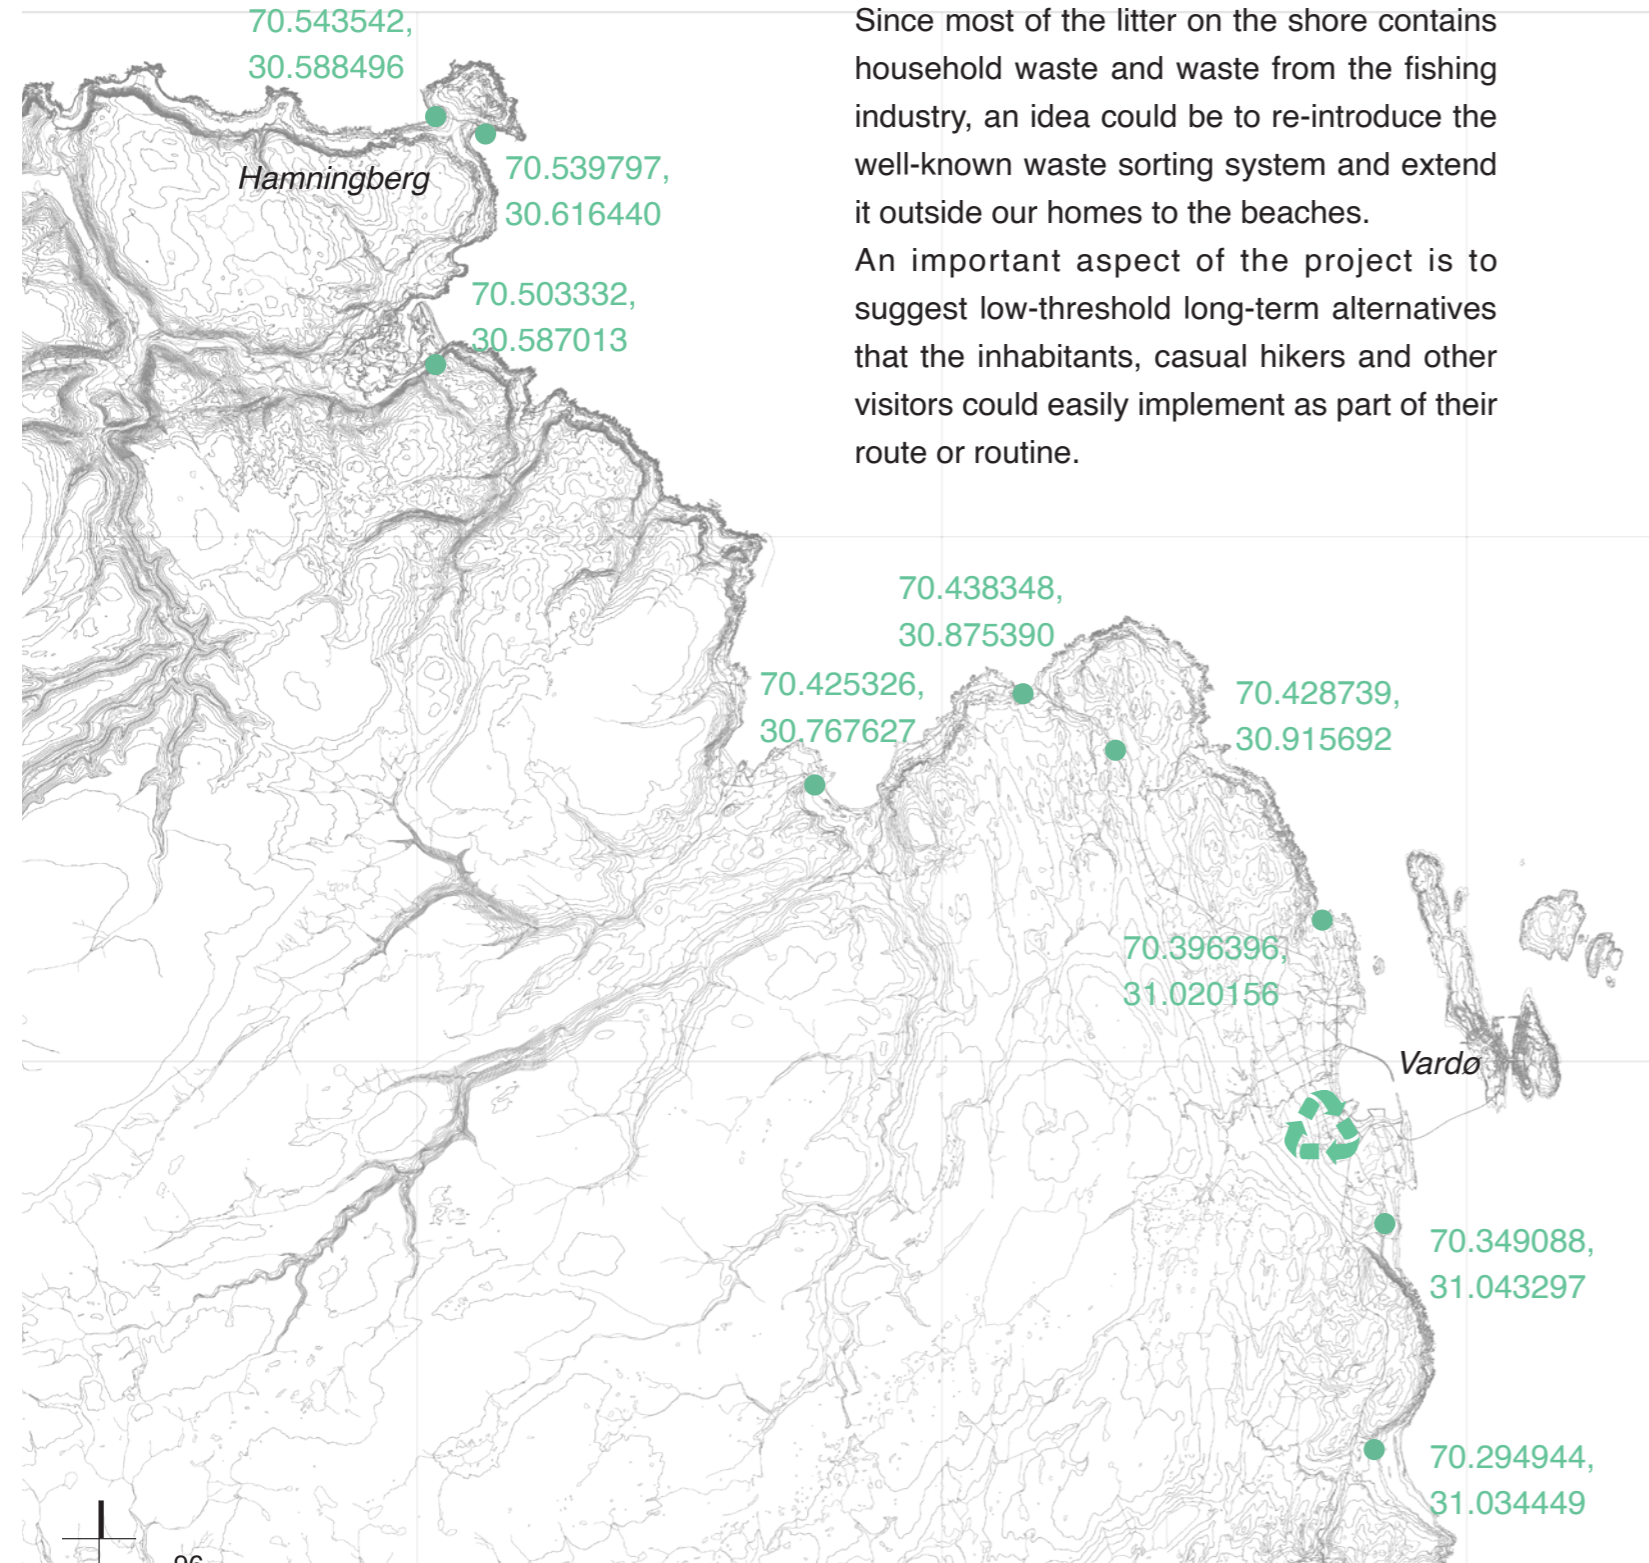 70.543542,
30.588496
Since most of the litter on the shore contains
household waste and waste from the fishing
industry, an idea could be to re-introduce the
well-known waste sorting system and extend
it outside our homes to the beaches.
An important aspect of the project is to
suggest low-threshold long-term alternatives
that the inhabitants, casual hikers and other
visitors could easily implement as part of their
route or routine.
Hamningberg
70.539797,
30.616440
70.503332,
30.587013
70.438348,
30.875390
70.425326,
30.767627
70.428739,
30.915692
70.396396,
31.020156
Vardø
70.349088,
31.043297
70.294944,
31.034449